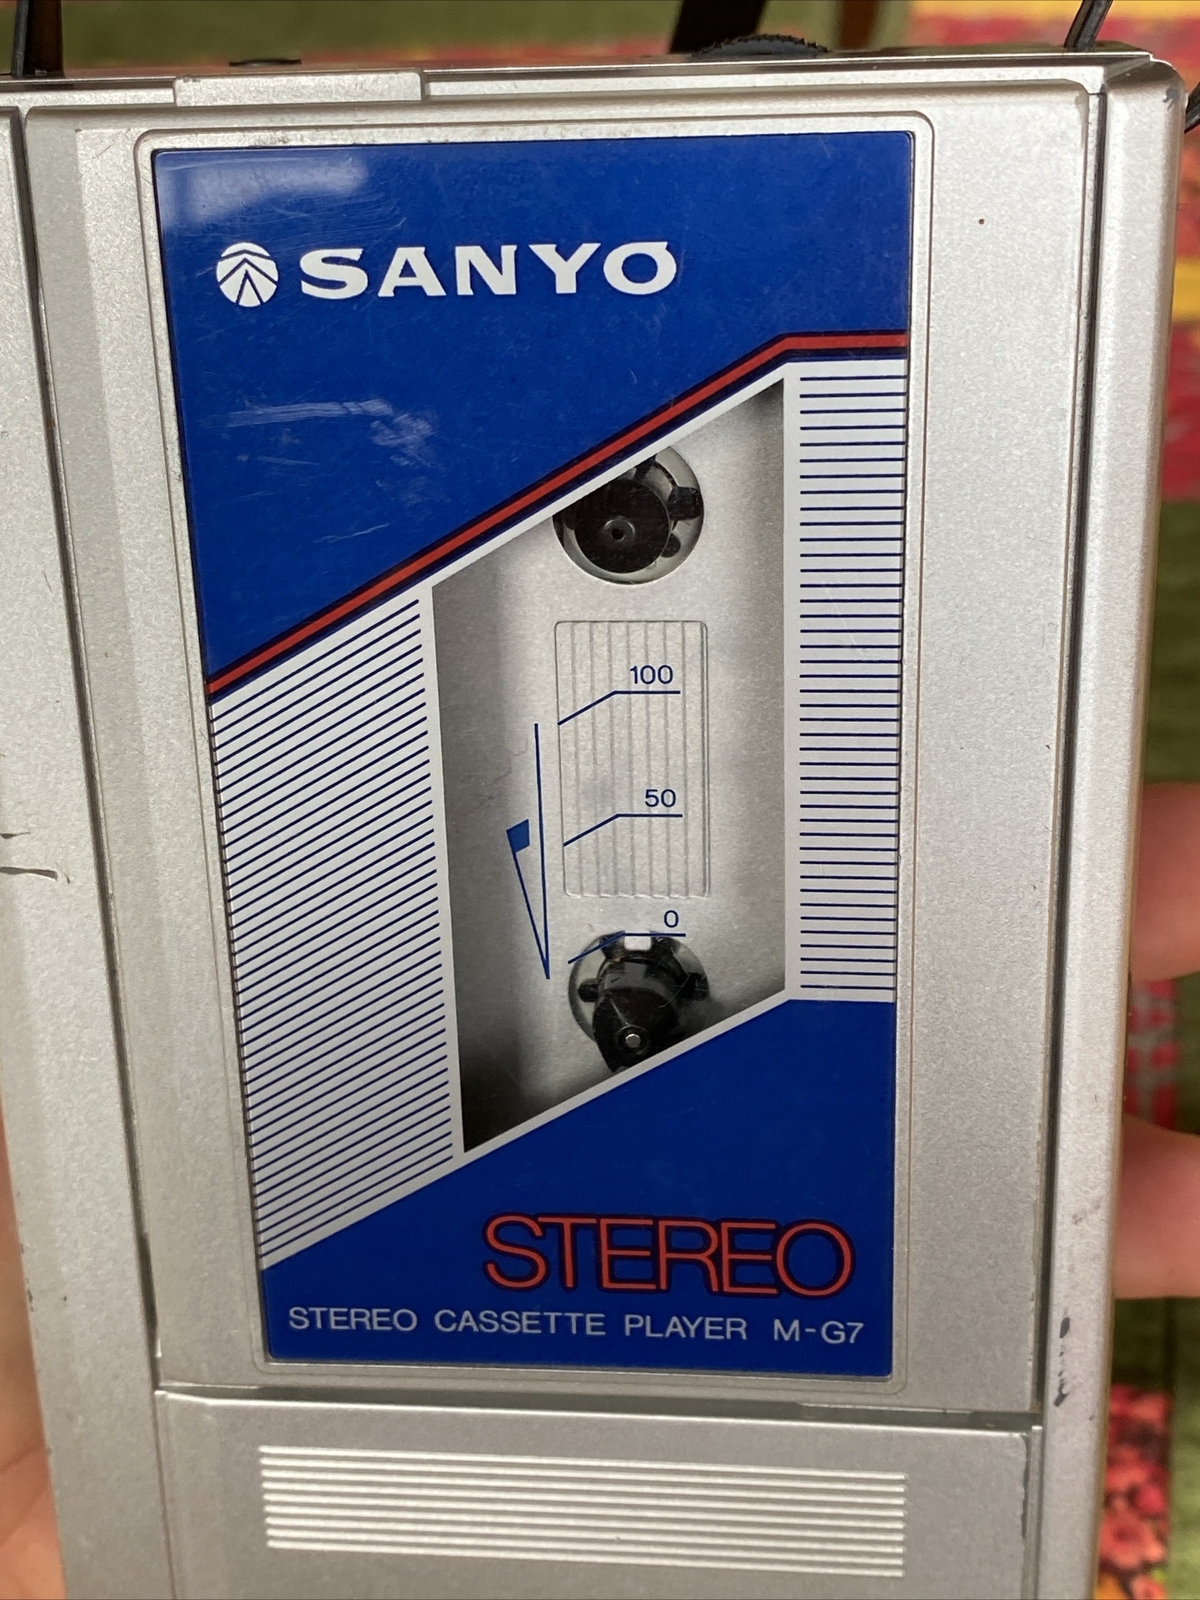 SANYO
100
50
0
STEREO
STEREO CASSETTE PLAYER M-G7